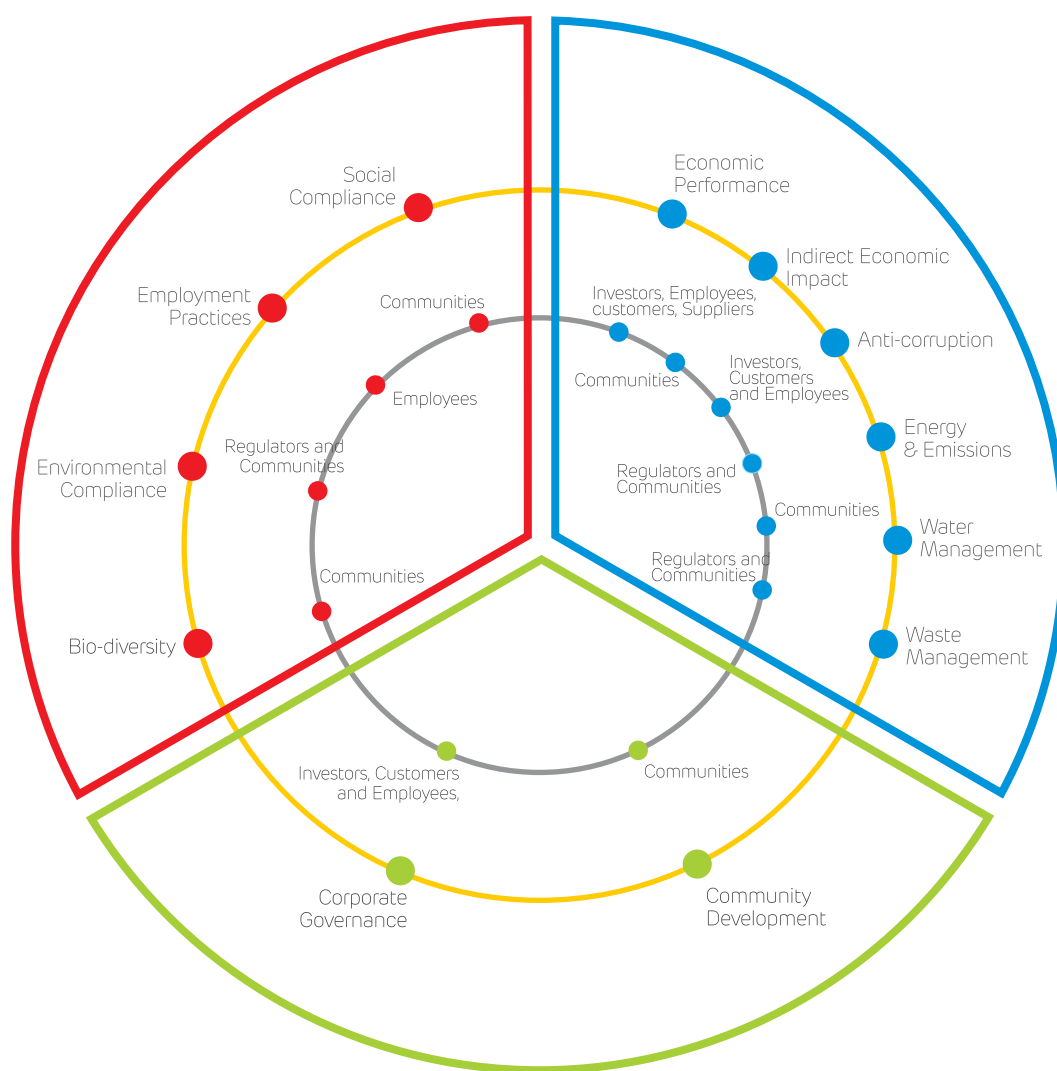 Economic
Performance
Social
Compliance
Indirect Economic
Impact
Employment
Practices
Communities
Investors, Employees,
customers, Suppliers
Anti-corruption
Communities
Investors,
Customers
and Employees
Employees
Energy
& Emissions
Regulators and
Communities
Environmental
Compliance
Regulators and
Communities
Communities
Water
Management
Regulators and
Communities
Communities
Bio-diversity
Waste
Management
Investors, Customers
and Employees,
Communities
Corporate
Governance
Community
Development